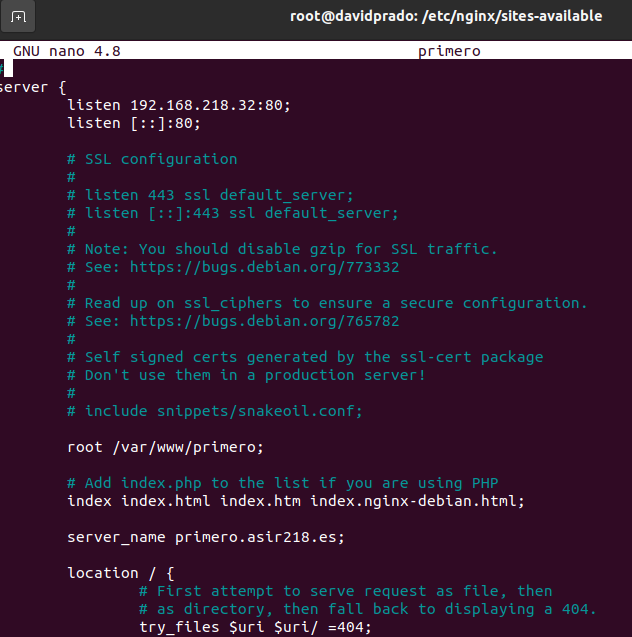 root@davidprado: /etc/nginx/sites-available
GNU nano 4.8 primero
#
server {
listen 192.168.218.32:80;
listen [::]:80;
# SSL configuration
#
# listen 443 ssl default_server;
# listen [::]:443 ssl default_server;
#
# Note: You should disable gzip for SSL traffic.
# See: https://bugs.debian.org/773332
#
# Read up on ssl_ciphers to ensure a secure configuration.
# See: https://bugs.debian.org/765782
#
# Self signed certs generated by the ssl-cert package
# Don't use them in a production server!
#
# include snippets/snakeoil.conf;
root /var/www/primero;
# Add index.php to the list if you are using PHP
index index.html index.htm index.nginx-debian.html;
server_name primero.asir218.es;
location / {
# First attempt to serve request as file, then
# as directory, then fall back to displaying a 404.
try_files $uri $uri/ =404;